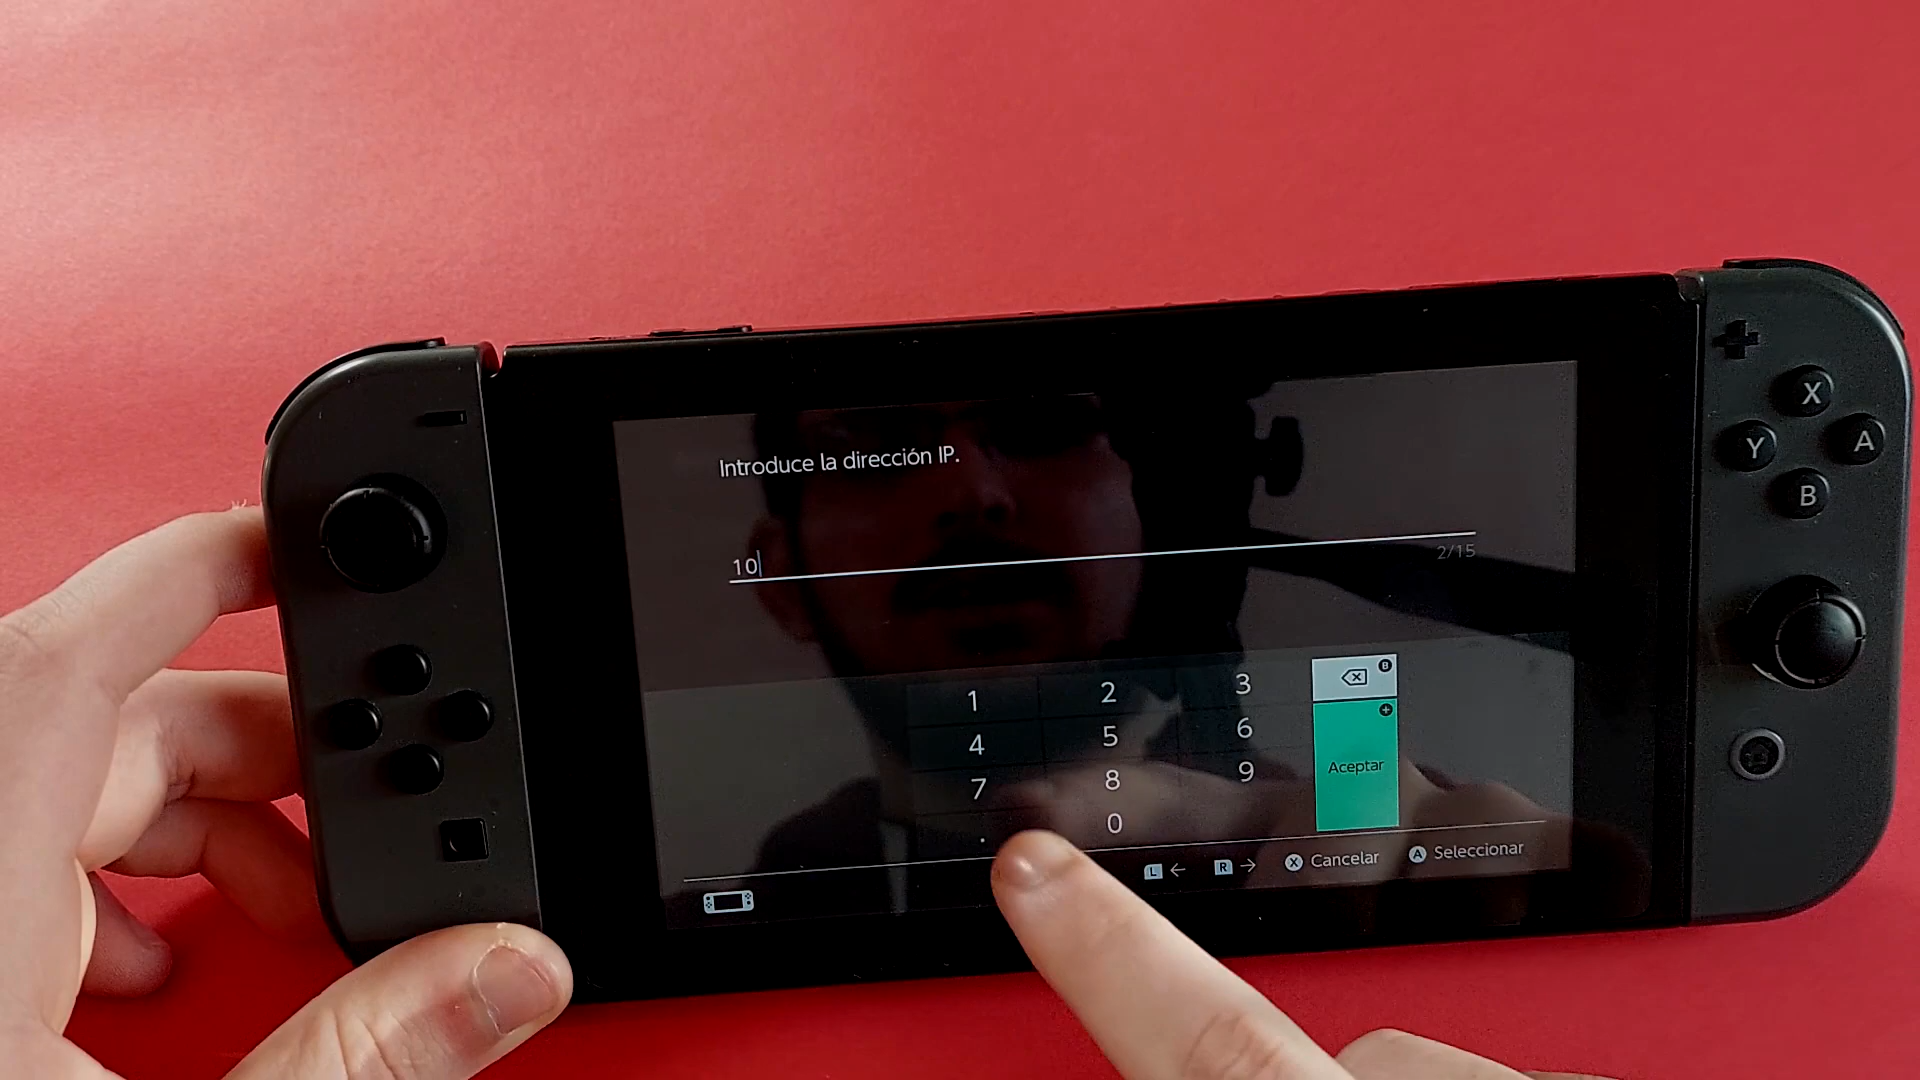 Introduce la dirección IP.
10
2/15
1 2 3
4 5 6
7 8 9
. 0
B
+
Aceptar
L ← R → X Cancelar A Seleccionar
X
Y A
B